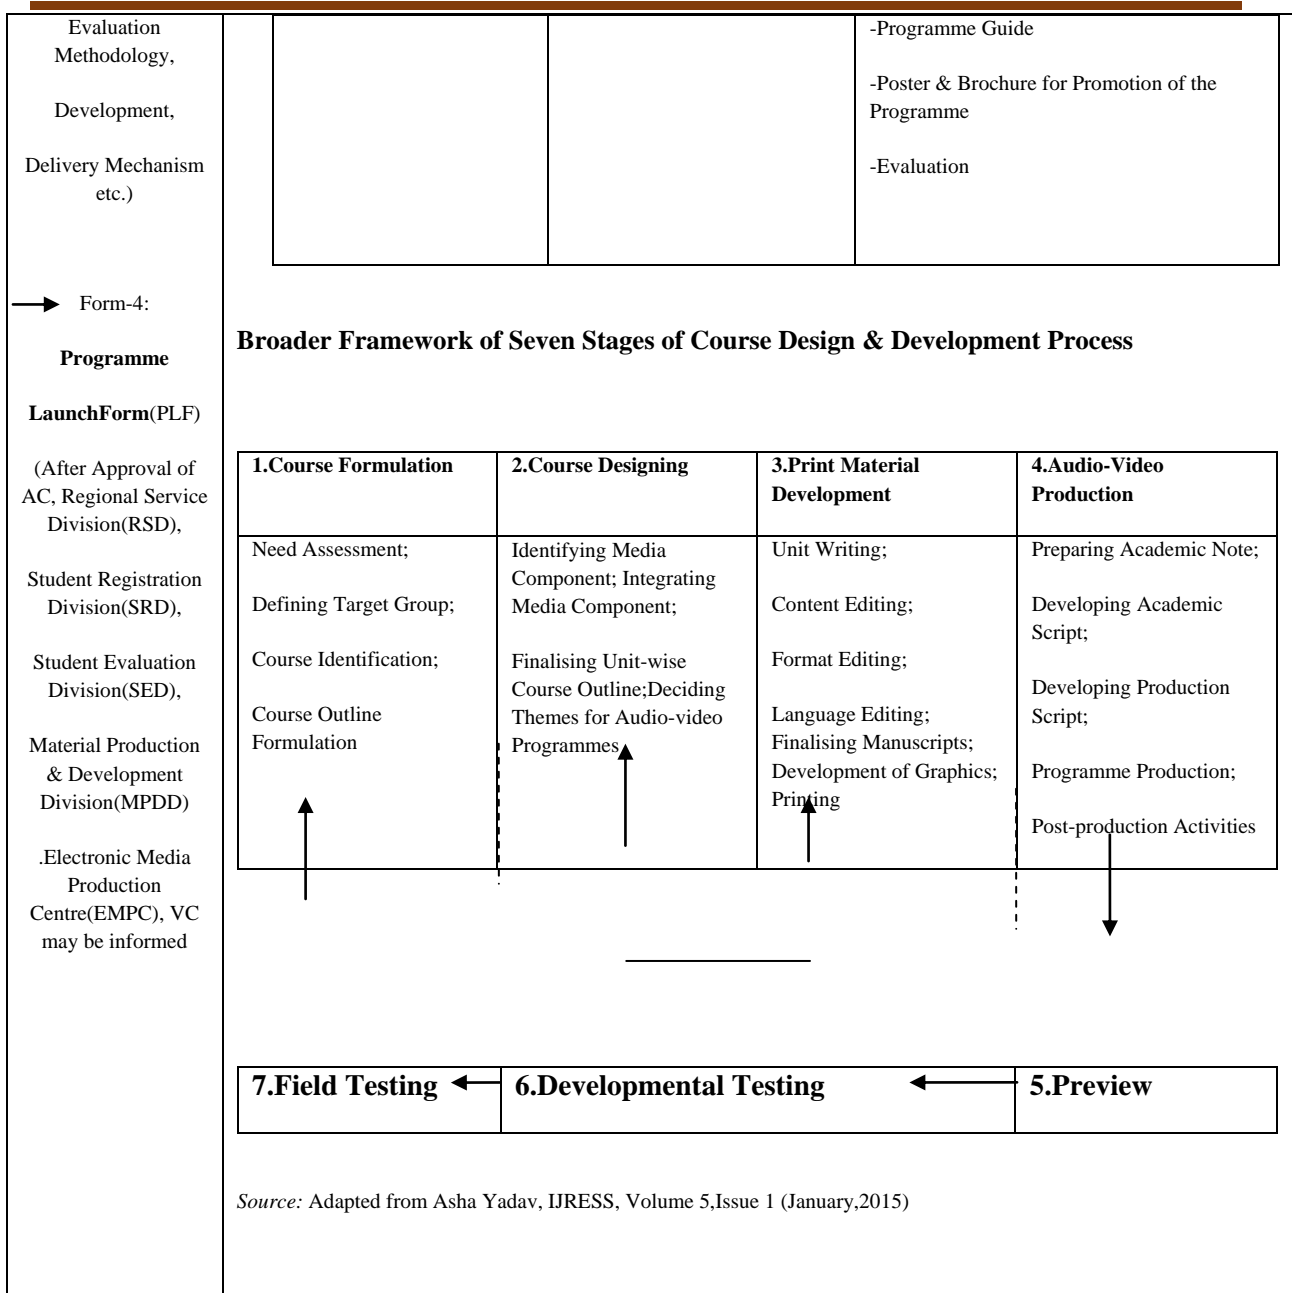 Evaluation
Methodology,
Development,
Delivery Mechanism
etc.)
Form-4:
Programme
LaunchForm(PLF)
(After Approval of
AC, Regional Service
Division(RSD),
Student Registration
Division(SRD),
Student Evaluation
Division(SED),
Material Production
& Development
Division(MPDD)
.Electronic Media
Production
Centre(EMPC), VC
may be informed
-Programme Guide
-Poster & Brochure for Promotion of the
Programme
-Evaluation
Broader Framework of Seven Stages of Course Design & Development Process
1.Course Formulation
Need Assessment;
Defining Target Group;
Course Identification;
Course Outline
Formulation
2.Course Designing
Identifying Media
Component; Integrating
Media Component;
Finalising Unit-wise
Course Outline;Deciding
Themes for Audio-video
Programmes
3.Print Material
Development
Unit Writing;
Content Editing;
Format Editing;
Language Editing;
Finalising Manuscripts;
Development of Graphics;
Printing
4.Audio-Video
Production
Preparing Academic Note;
Developing Academic
Script;
Developing Production
Script;
Programme Production;
Post-production Activities
7.Field Testing
6.Developmental Testing
5.Preview
Source: Adapted from Asha Yadav, IJRESS, Volume 5,Issue 1 (January,2015)